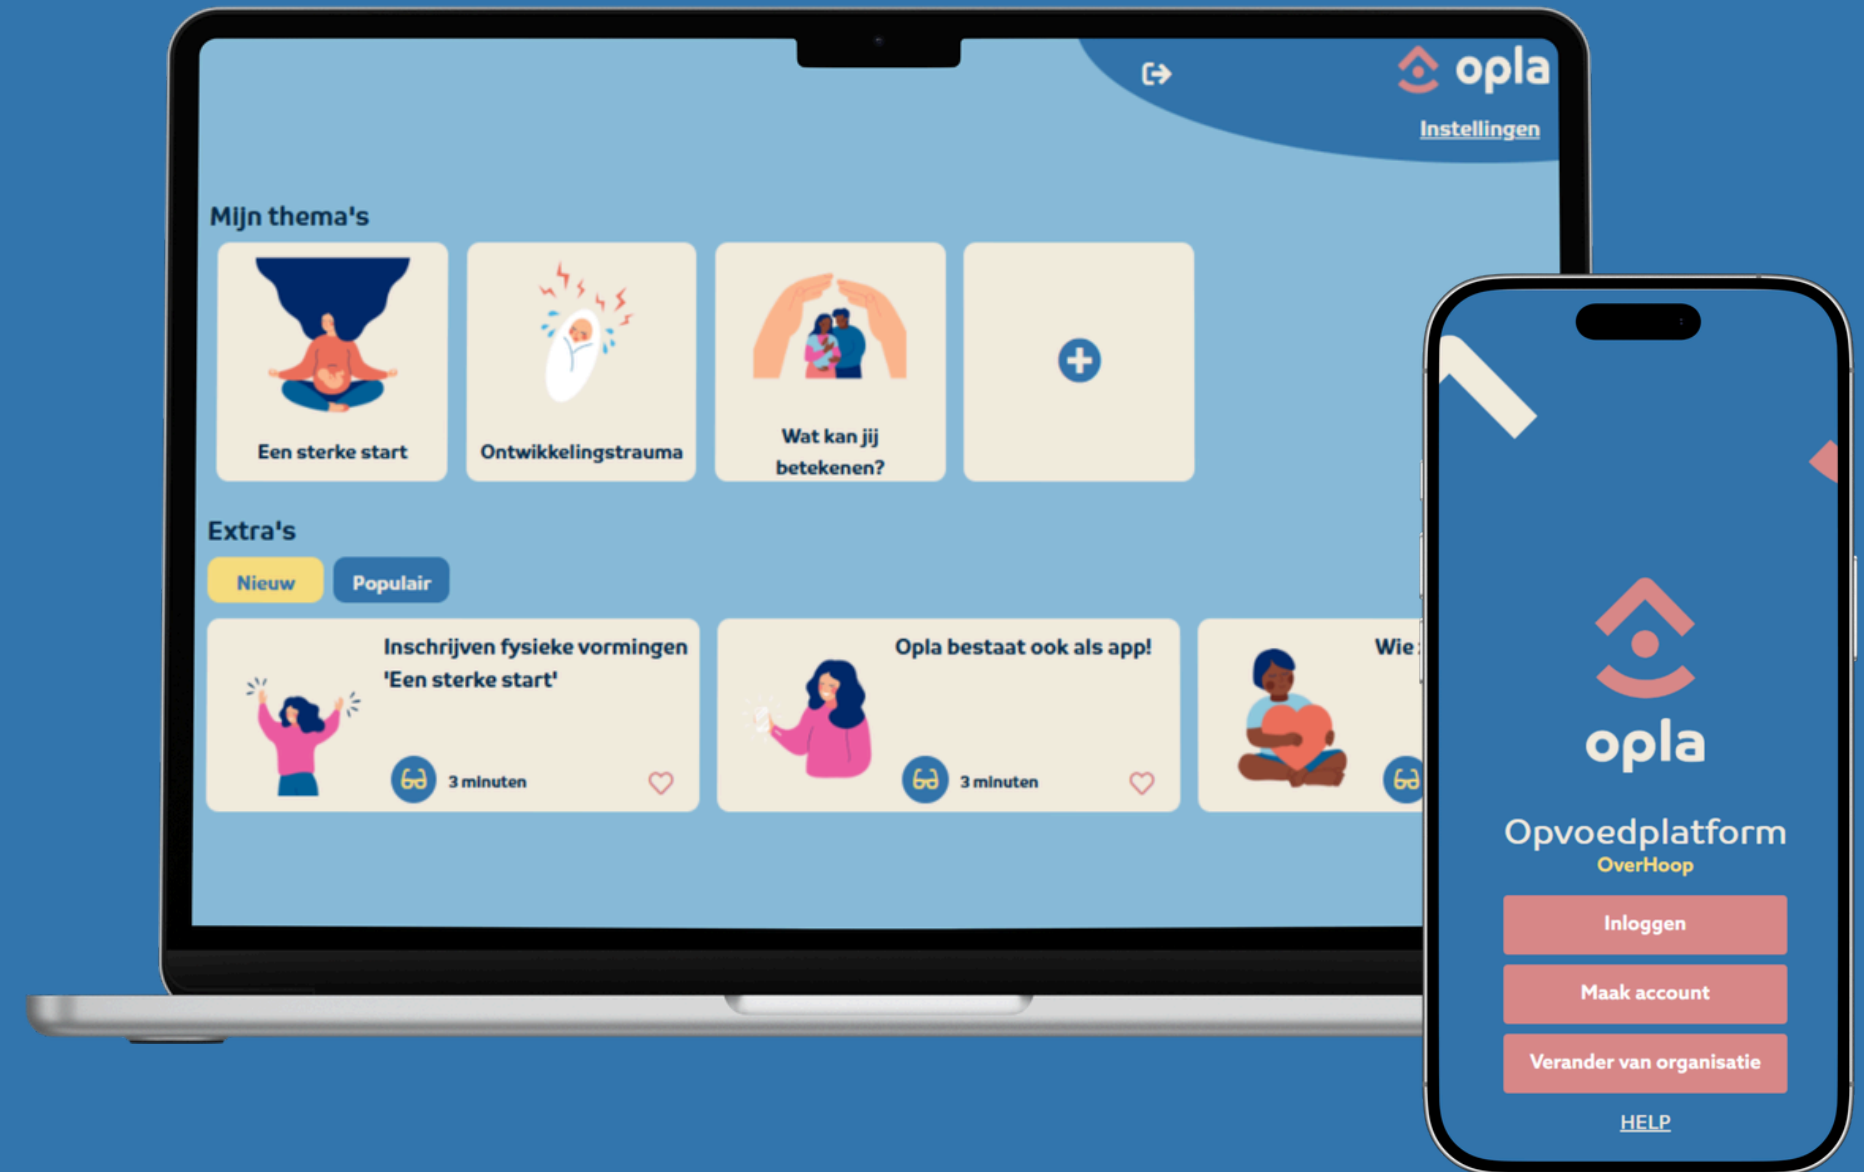 opla
Instellingen
Mijn thema's
Een sterke start
Ontwikkelingstrauma
Wat kan jij
betekenen?
Extra's
Nieuw
Populair
Inschrijven fysieke vormingen
'Een sterke start'
3 minuten
Opla bestaat ook als app!
3 minuten
Wie
opla
Opvoedplatform
OverHoop
Inloggen
Maak account
Verander van organisatie
HELP